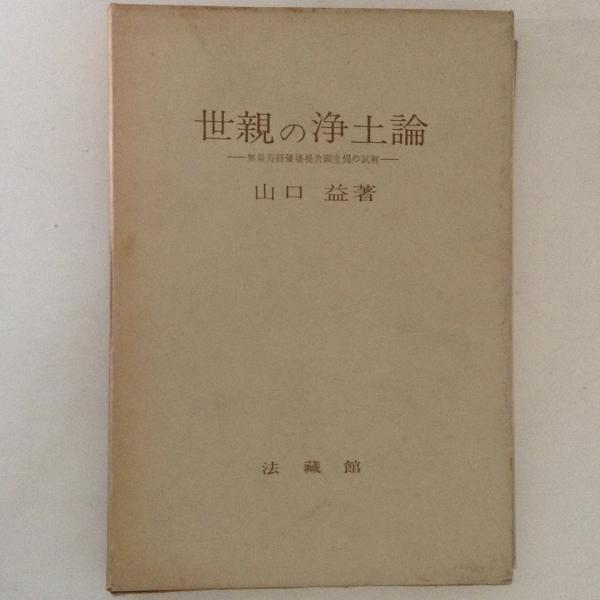 世親の浄土論
―無量寿経優婆提舎願生偈の試解―
山口 益著
法藏館